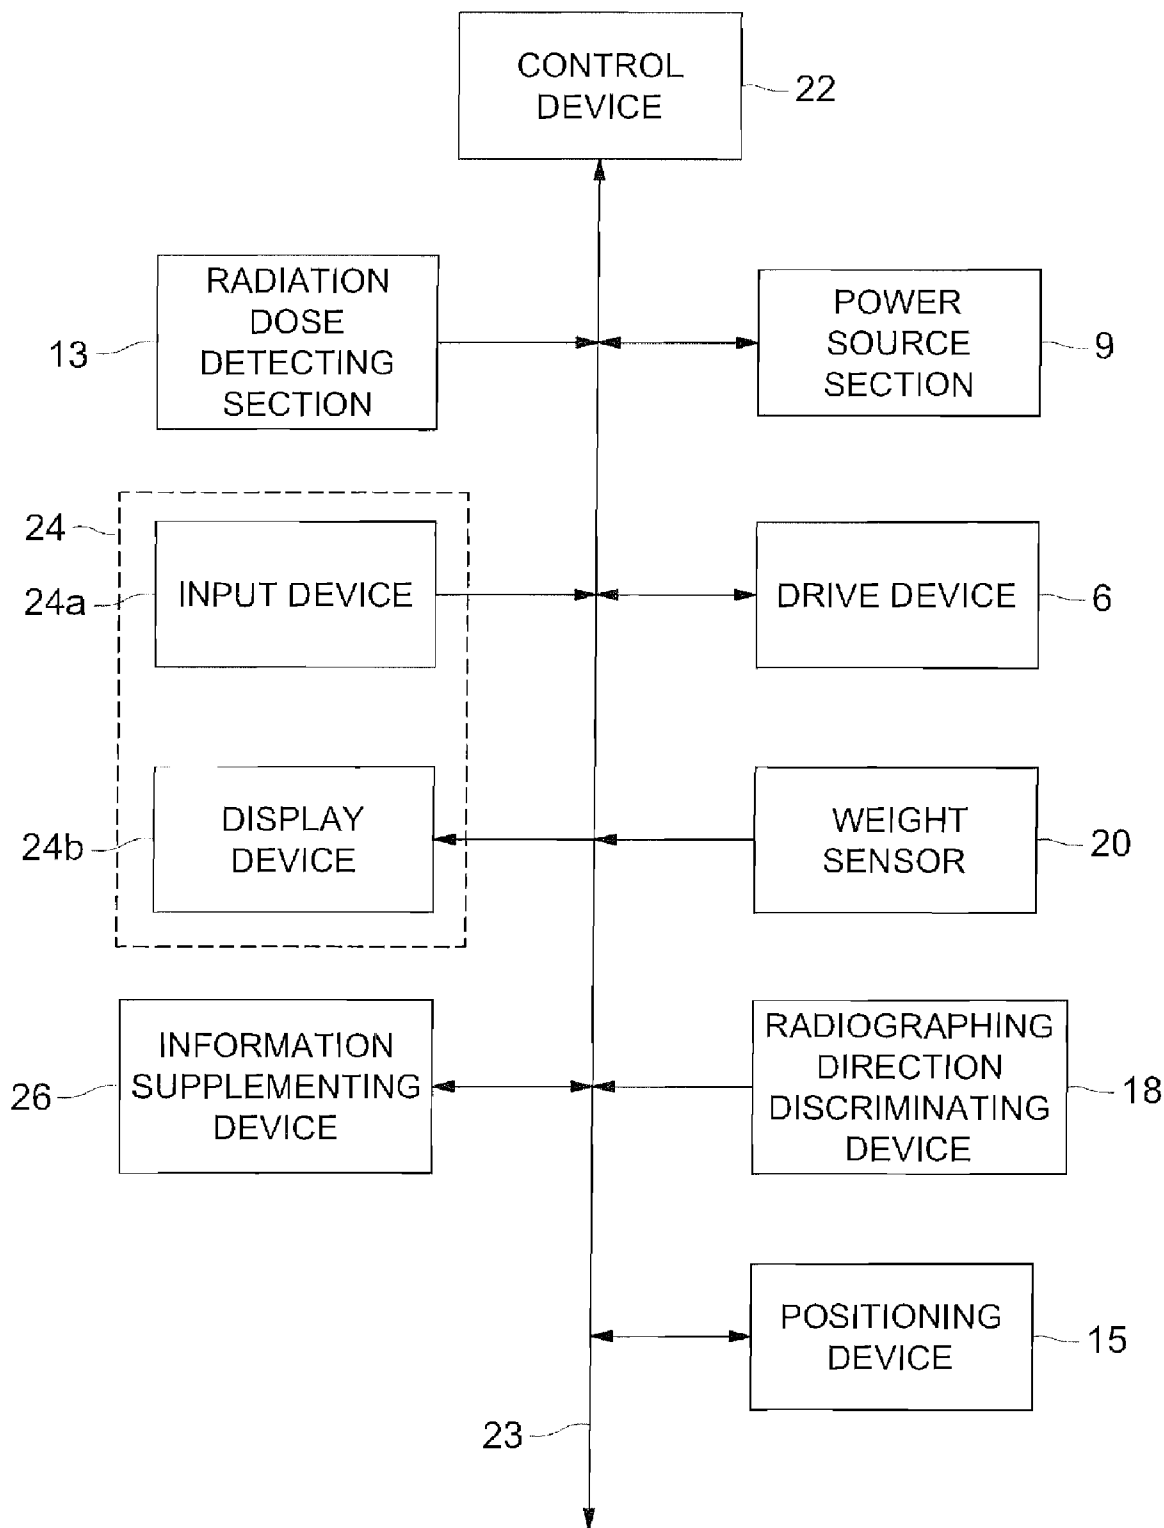 CONTROL
DEVICE
22
RADIATION
DOSE
DETECTING
SECTION
13
POWER
SOURCE
SECTION
9
24
INPUT DEVICE
24a
DRIVE DEVICE
6
DISPLAY
DEVICE
24b
WEIGHT
SENSOR
20
INFORMATION
SUPPLEMENTING
DEVICE
26
RADIOGRAPHING
DIRECTION
DISCRIMINATING
DEVICE
18
POSITIONING
DEVICE
15
23